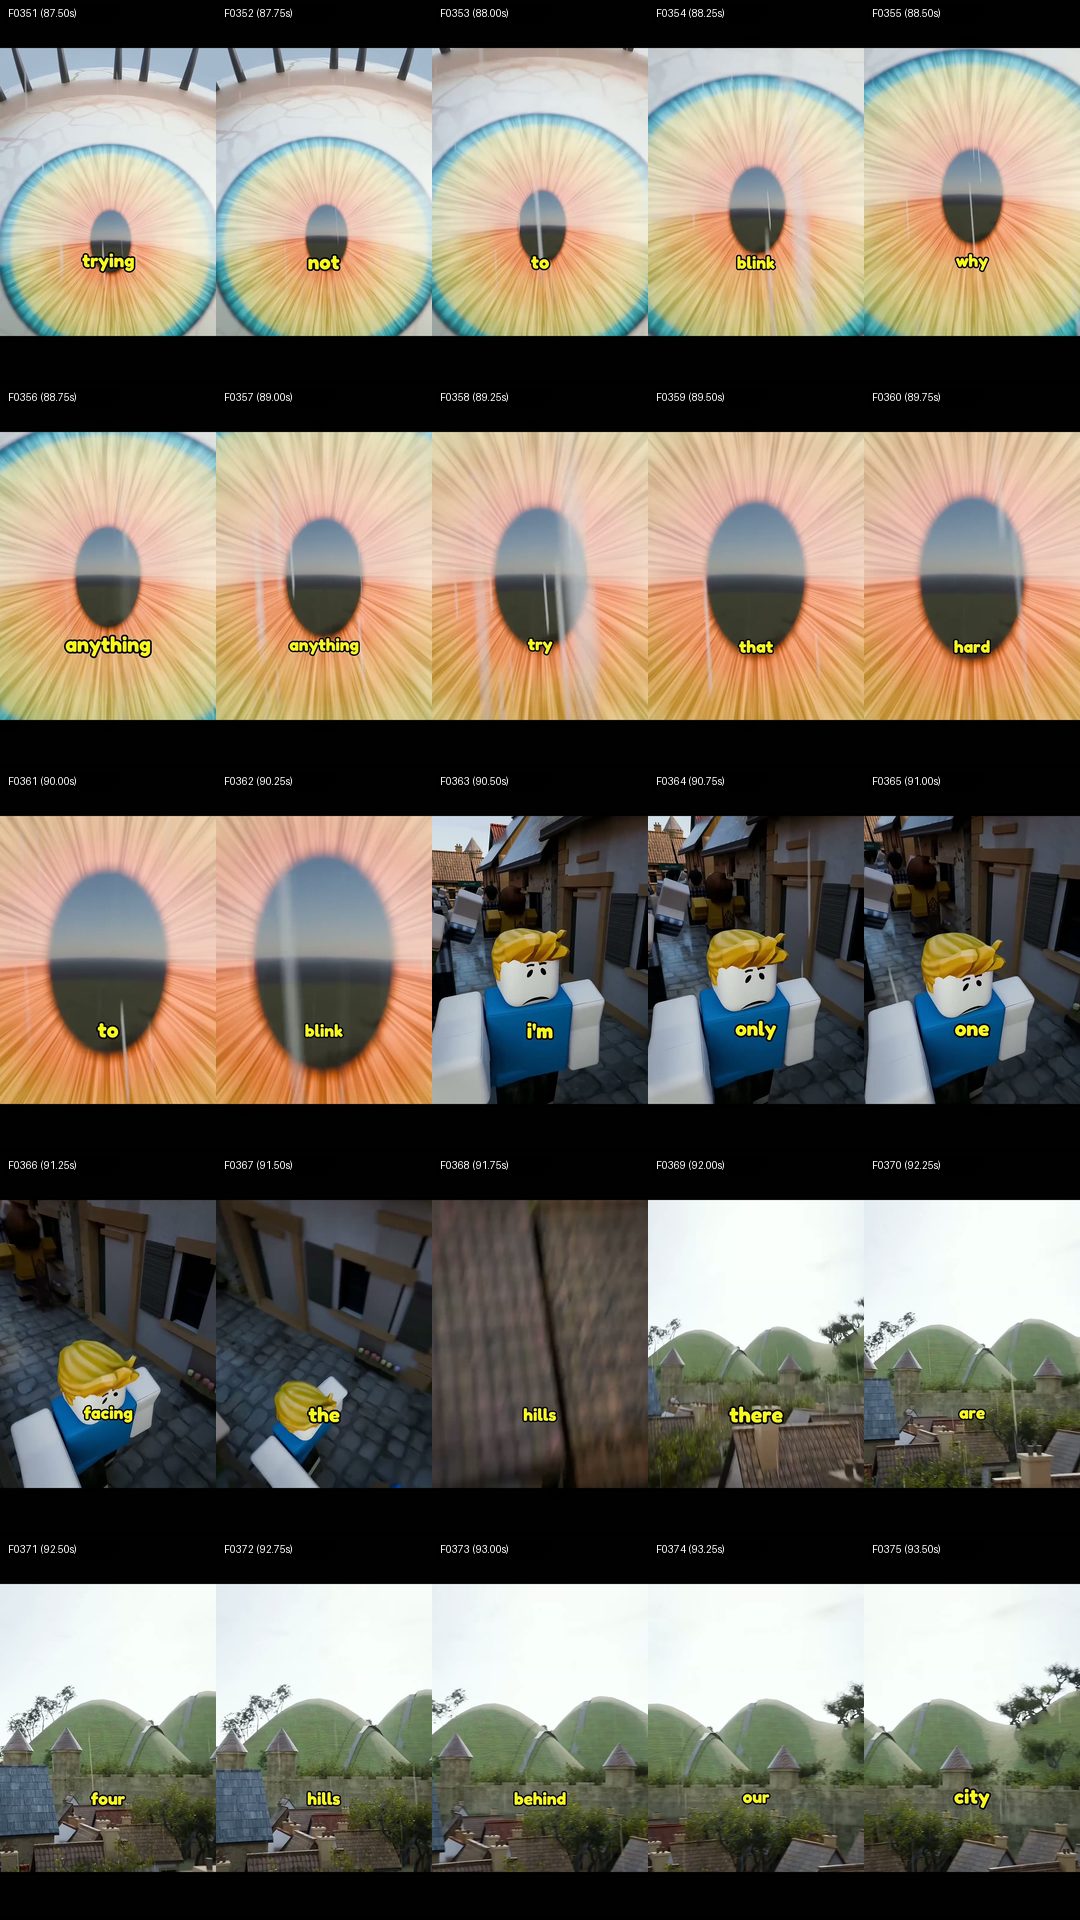 F0351 (87.50s)
F0352 (87.75s)
F0353 (88.00s)
F0354 (88.25s)
F0355 (88.50s)
trying
not
to
blink
why
F0356 (88.75s)
F0357 (89.00s)
F0358 (89.25s)
F0359 (89.50s)
F0360 (89.75s)
anything
anything
try
that
hard
F0361 (90.00s)
F0362 (90.25s)
F0363 (90.50s)
F0364 (90.75s)
F0365 (91.00s)
to
blink
i'm
only
one
F0366 (91.25s)
F0367 (91.50s)
F0368 (91.75s)
F0369 (92.00s)
F0370 (92.25s)
facing
the
hills
there
are
F0371 (92.50s)
F0372 (92.75s)
F0373 (93.00s)
F0374 (93.25s)
F0375 (93.50s)
four
hills
behind
our
city